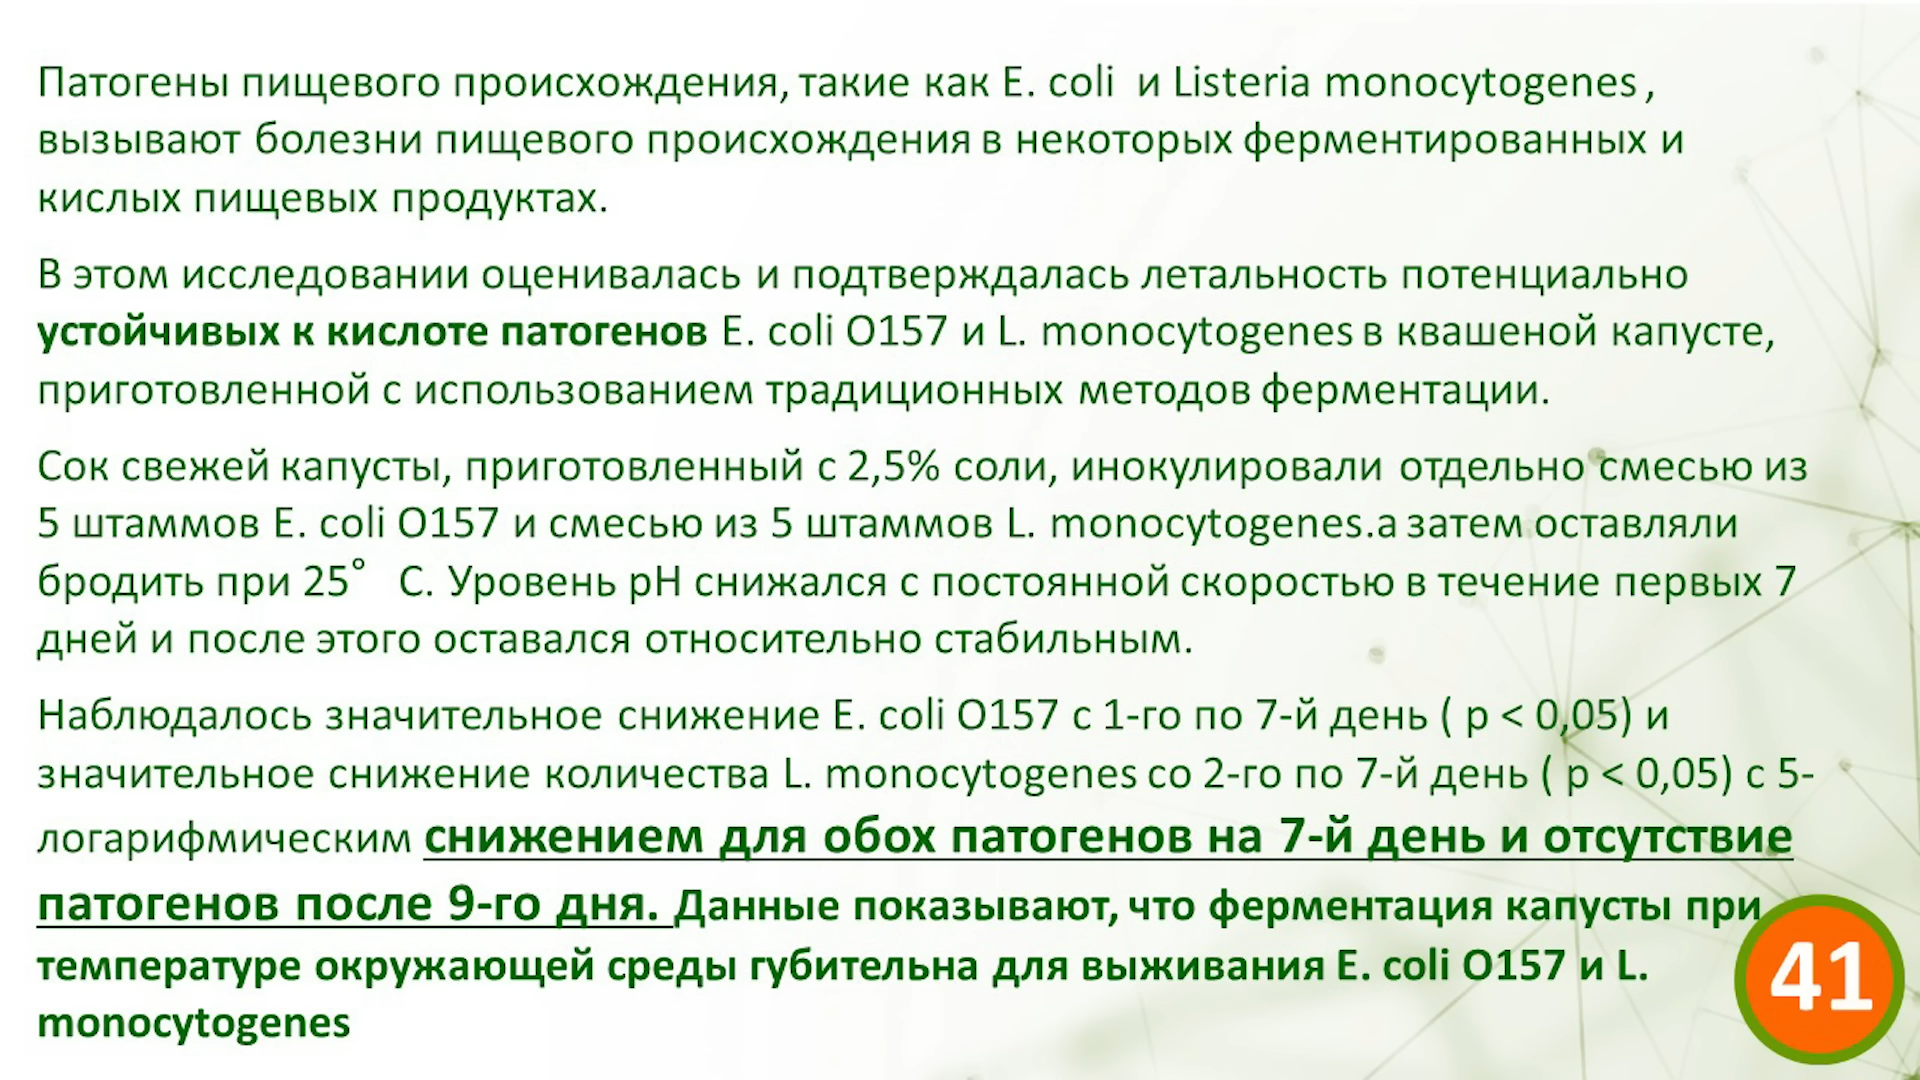 Патогены пищевого происхождения, такие как E. coli и Listeria monocytogenes ,
вызывают болезни пищевого происхождения в некоторых ферментированных и
кислых пищевых продуктах.
В этом исследовании оценивалась и подтверждалась летальность потенциально
устойчивых к кислоте патогенов E. coli O157 и L. monocytogenes в квашеной капусте,
приготовленной с использованием традиционных методов ферментации.
Сок свежей капусты, приготовленный с 2,5% соли, инокулировали отдельно смесью из
5 штаммов E. coli O157 и смесью из 5 штаммов L. monocytogenes.а затем оставляли
бродить при 25° C. Уровень pH снижался с постоянной скоростью в течение первых 7
дней и после этого оставался относительно стабильным.
Наблюдалось значительное снижение E. coli O157 с 1-го по 7-й день ( p < 0,05) и
значительное снижение количества L. monocytogenes со 2-го по 7-й день ( p < 0,05) с 5-
логарифмическим снижением для обох патогенов на 7-й день и отсутствие
патогенов после 9-го дня. Данные показывают, что ферментация капусты при
температуре окружающей среды губительна для выживания E. coli O157 и L.
monocytogenes
41